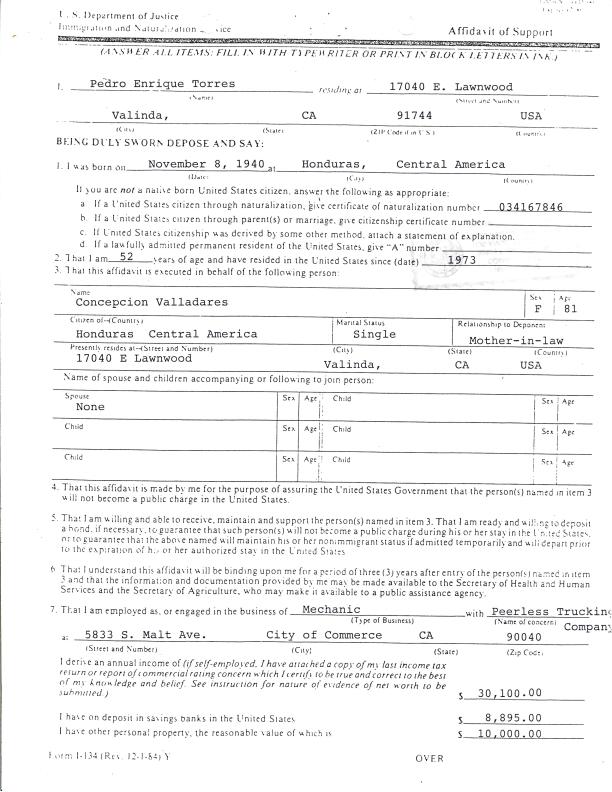 U. S. Department of Justice
Immigration and Naturalization Service
Affidavit of Support
(ANSWER ALL ITEMS: FILL IN WITH TYPEWRITER OR PRINT IN BLOCK LETTERS IN INK.)
1. Pedro Enrique Torres residing at 17040 E. Lawnwood
(Name) (Street and Number)
Valinda, CA 91744 USA
(City) (State) (ZIP Code if in U.S.) (Country)
BEING DULY SWORN DEPOSE AND SAY:
1. I was born on November 8, 1940 at Honduras, Central America
(Date) (City) (Country)
If you are not a native born United States citizen, answer the following as appropriate:
a If a United States citizen through naturalization, give certificate of naturalization number 034167846
b. If a United States citizen through parent(s) or marriage, give citizenship certificate number
c. If United States citizenship was derived by some other method, attach a statement of explanation.
d. If a lawfully admitted permanent resident of the United States, give "A" number
2. That I am 52 years of age and have resided in the United States since (date) 1973
3. That this affidavit is executed in behalf of the following person:
Name Sex Age
Concepcion Valladares F 81
Citizen of--(Country) Marital Status Relationship to Deponent
Honduras Central America Single Mother-in-law
Presently resides at--(Street and Number) (City) (State) (Country)
17040 E Lawnwood Valinda, CA USA
Name of spouse and children accompanying or following to join person:
Spouse Sex Age Child Sex Age
None
Child Sex Age Child Sex Age
Child Sex Age Child Sex Age
4. That this affidavit is made by me for the purpose of assuring the United States Government that the person(s) named in item 3
will not become a public charge in the United States.
5. That I am willing and able to receive, maintain and support the person(s) named in item 3. That I am ready and willing to deposit
a bond, if necessary, to guarantee that such person(s) will not become a public charge during his or her stay in the United States,
or to guarantee that the above named will maintain his or her nonimmigrant status if admitted temporarily and will depart prior
to the expiration of his or her authorized stay in the United States
6 That I understand this affidavit will be binding upon me for a period of three (3) years after entry of the person(s) named in item
3 and that the information and documentation provided by me may be made available to the Secretary of Health and Human
Services and the Secretary of Agriculture, who may make it available to a public assistance agency.
7. That I am employed as, or engaged in the business of Mechanic with Peerless Trucking
(Type of Business) (Name of concern) Company
at 5833 S. Malt Ave. City of Commerce CA 90040
(Street and Number) (City) (State) (Zip Code)
I derive an annual income of (if self-employed, I have attached a copy of my last income tax
return or report of commercial rating concern which I certify to be true and correct to the best
of my knowledge and belief. See instruction for nature of evidence of net worth to be
submitted.) $ 30,100.00
I have on deposit in savings banks in the United States $ 8,895.00
I have other personal property, the reasonable value of which is $ 10,000.00
Form I-134 (Rev. 12-1-84) Y OVER